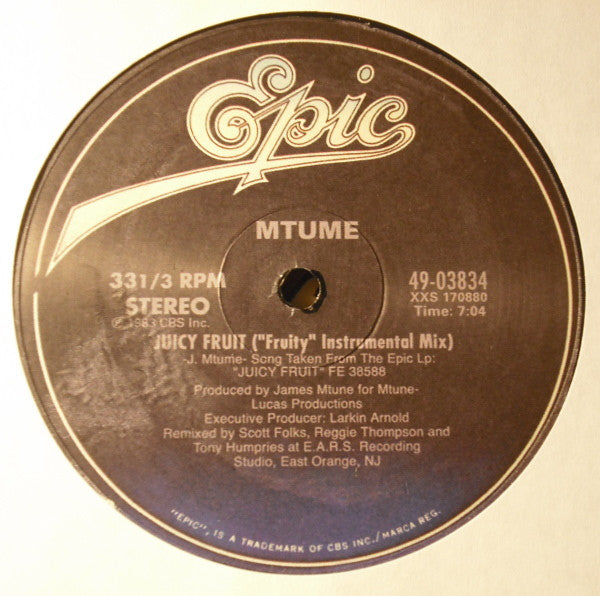 Epic
MTUME
331/3 RPM
STEREO
℗1983 CBS Inc.
49-03834
XXS 170880
Time: 7:04
JUICY FRUIT ("Fruity" Instrumental Mix)
-J. Mtume- Song Taken From The Epic Lp:
"JUICY FRUIT" FE 38588
Produced by James Mtune for Mtune-
Lucas Productions
Executive Producer: Larkin Arnold
Remixed by Scott Folks, Reggie Thompson and
Tony Humpries at E.A.R.S. Recording
Studio, East Orange, NJ
"EPIC", IS A TRADEMARK OF CBS INC./MARCA REG.